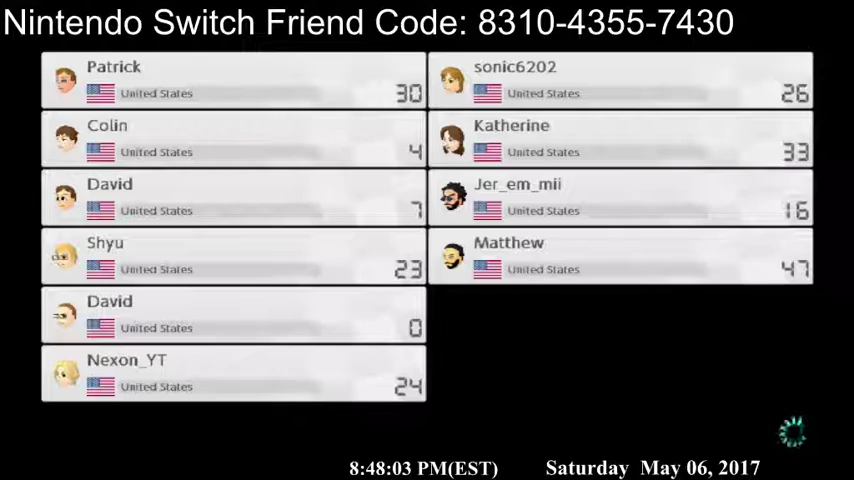 Nintendo Switch Friend Code: 8310-4355-7430
Patrick
United States
30
Colin
United States
4
David
United States
7
Shyu
United States
23
David
United States
0
Nexon_YT
United States
24
sonic6202
United States
26
Katherine
United States
33
Jer_em_mii
United States
16
Matthew
United States
47
8:48:03 PM(EST) Saturday May 06, 2017